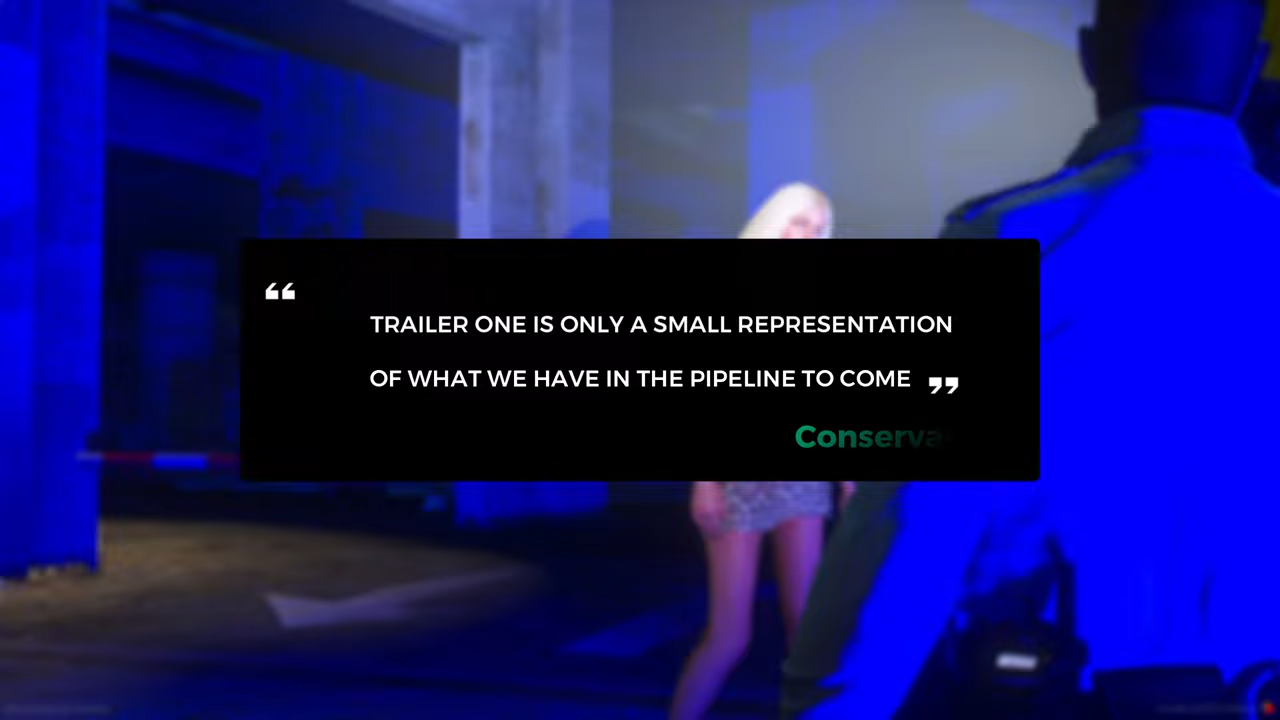 “ TRAILER ONE IS ONLY A SMALL REPRESENTATION
OF WHAT WE HAVE IN THE PIPELINE TO COME ”
Conserva